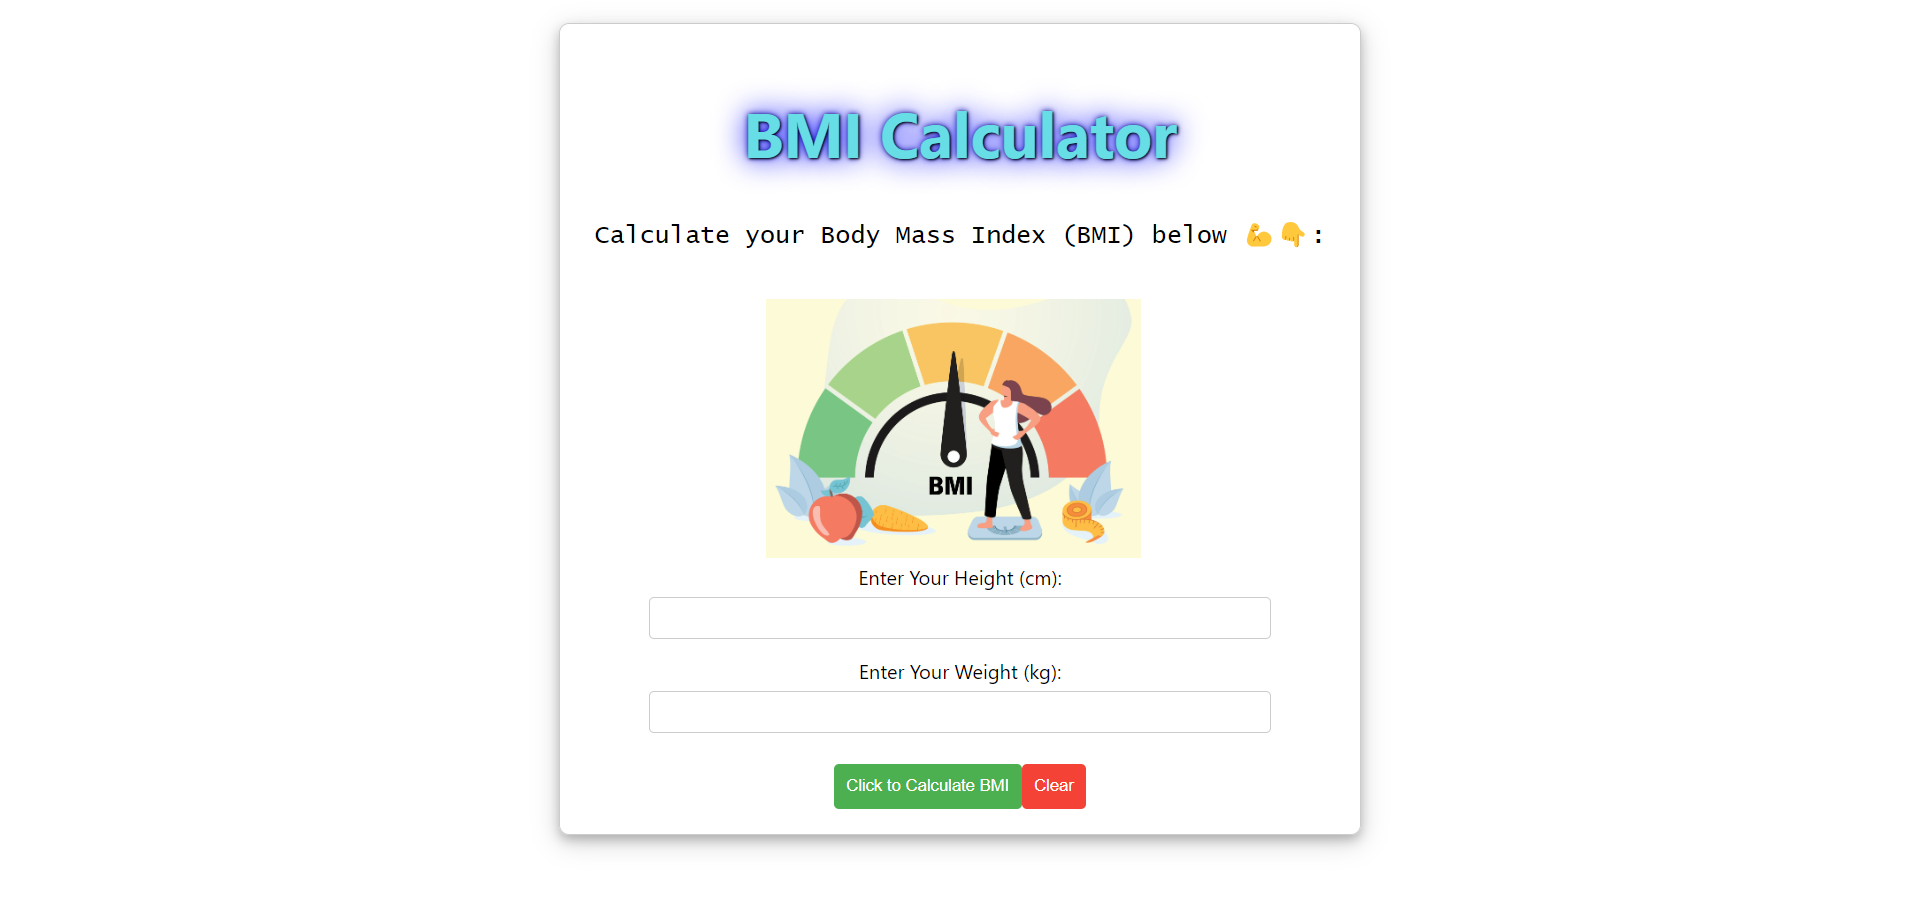 BMI Calculator
Calculate your Body Mass Index (BMI) below 💪👇:
BMI
Enter Your Height (cm):
Enter Your Weight (kg):
Click to Calculate BMI Clear